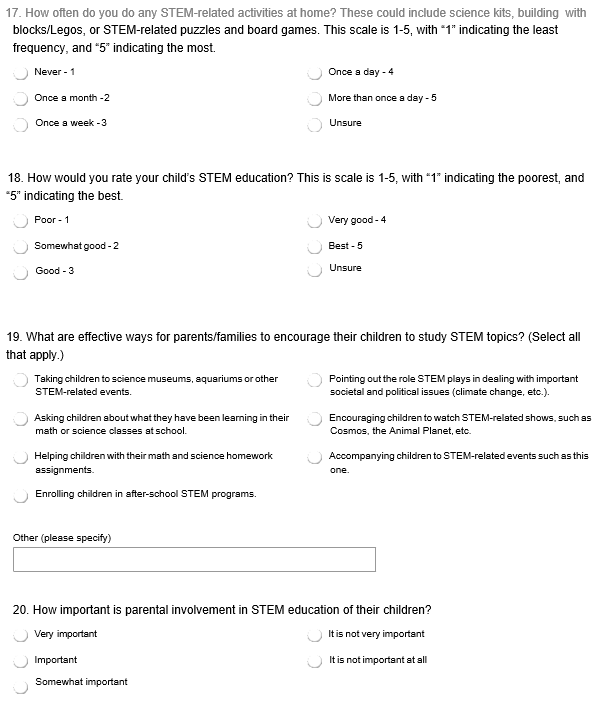 17. How often do you do any STEM-related activities at home? These could include science kits, building with
blocks/Legos, or STEM-related puzzles and board games. This scale is 1-5, with “1” indicating the least
frequency, and “5” indicating the most.
Never - 1
Once a month -2
Once a week -3
Once a day - 4
More than once a day - 5
Unsure
18. How would you rate your child’s STEM education? This is scale is 1-5, with “1” indicating the poorest, and
“5” indicating the best.
Poor - 1
Somewhat good - 2
Good - 3
Very good - 4
Best - 5
Unsure
19. What are effective ways for parents/families to encourage their children to study STEM topics? (Select all
that apply.)
Taking children to science museums, aquariums or other
STEM-related events.
Asking children about what they have been learning in their
math or science classes at school.
Helping children with their math and science homework
assignments.
Enrolling children in after-school STEM programs.
Pointing out the role STEM plays in dealing with important
societal and political issues (climate change, etc.).
Encouraging children to watch STEM-related shows, such as
Cosmos, the Animal Planet, etc.
Accompanying children to STEM-related events such as this
one.
Other (please specify)
20. How important is parental involvement in STEM education of their children?
Very important
Important
Somewhat important
It is not very important
It is not important at all